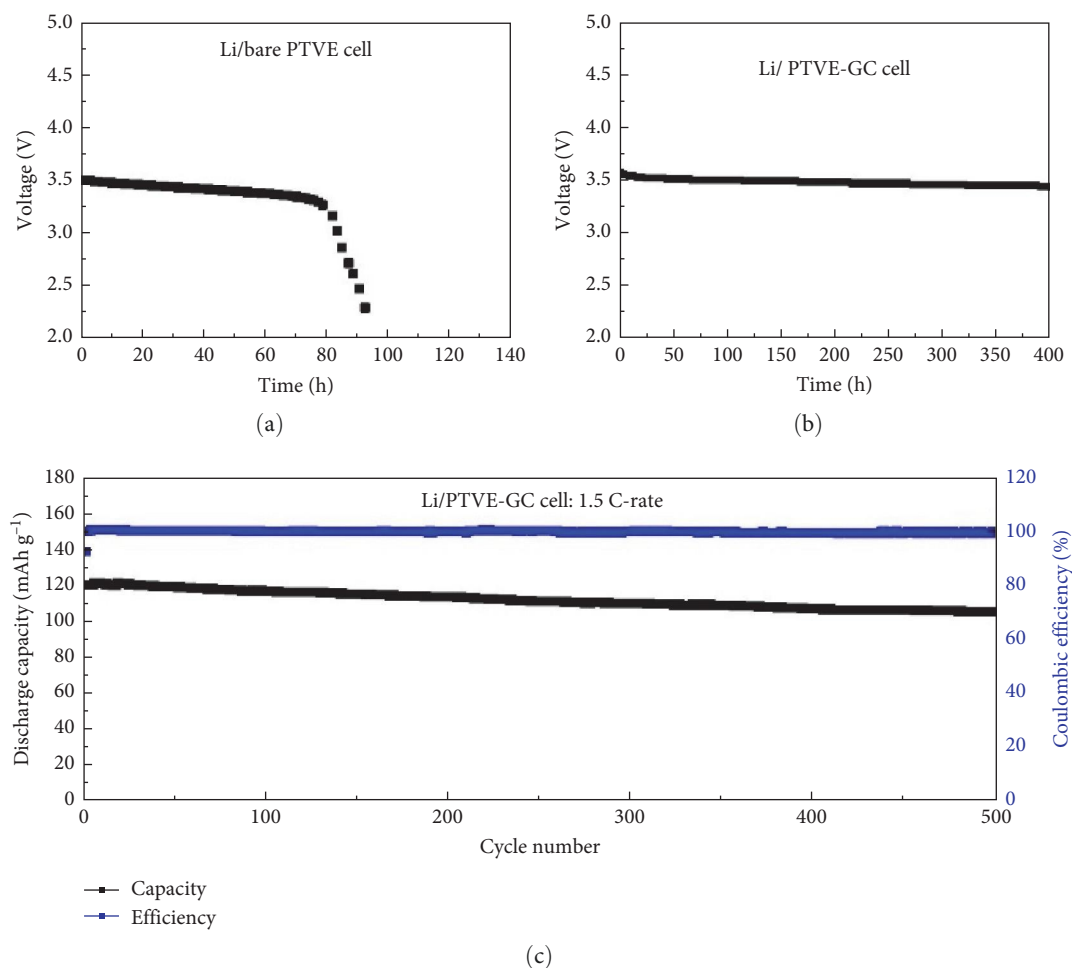 5.0
4.5
4.0
3.5
3.0
2.5
2.0
Voltage (V)
Li/bare PTVE cell
0 20 40 60 80 100 120 140
Time (h)
(a)
5.0
4.5
4.0
3.5
3.0
2.5
2.0
Voltage (V)
Li/ PTVE-GC cell
0 50 100 150 200 250 300 350 400
Time (h)
(b)
180
160
140
120
100
80
60
40
20
0
Discharge capacity (mAh g⁻¹)
Li/PTVE-GC cell: 1.5 C-rate
120
100
80
60
40
20
0
Coulombic efficiency (%)
0 100 200 300 400 500
Cycle number
Capacity
Efficiency
(c)